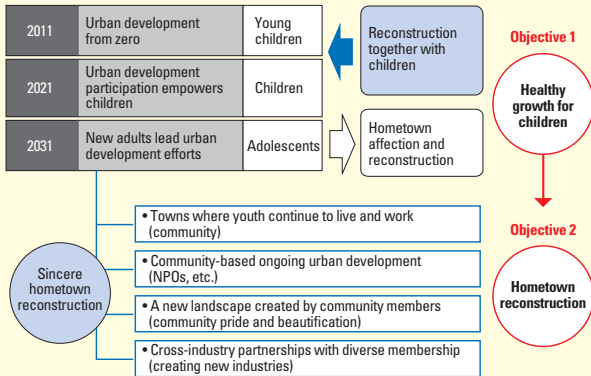 2011
Urban development
from zero
Young
children
Reconstruction
together with
children
2021
Urban development
participation empowers
children
Children
2031
New adults lead urban
development efforts
Adolescents
Hometown
affection and
reconstruction
Objective 1
Healthy
growth for
children
Objective 2
Hometown
reconstruction
Sincere
hometown
reconstruction
• Towns where youth continue to live and work
(community)
• Community-based ongoing urban development
(NPOs, etc.)
• A new landscape created by community members
(community pride and beautification)
• Cross-industry partnerships with diverse membership
(creating new industries)